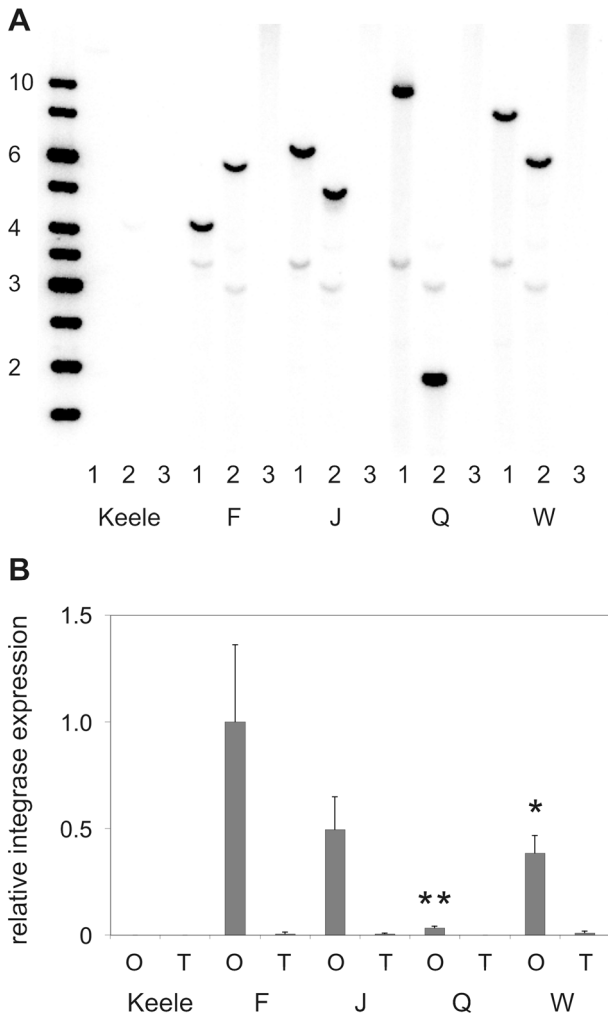 A
10
6
4
3
2
1 2 3 1 2 3 1 2 3 1 2 3 1 2 3
Keele F J Q W
B
relative integrase expression
1.5
1.0
0.5
0
**
*
O T O T O T O T O T
Keele F J Q W